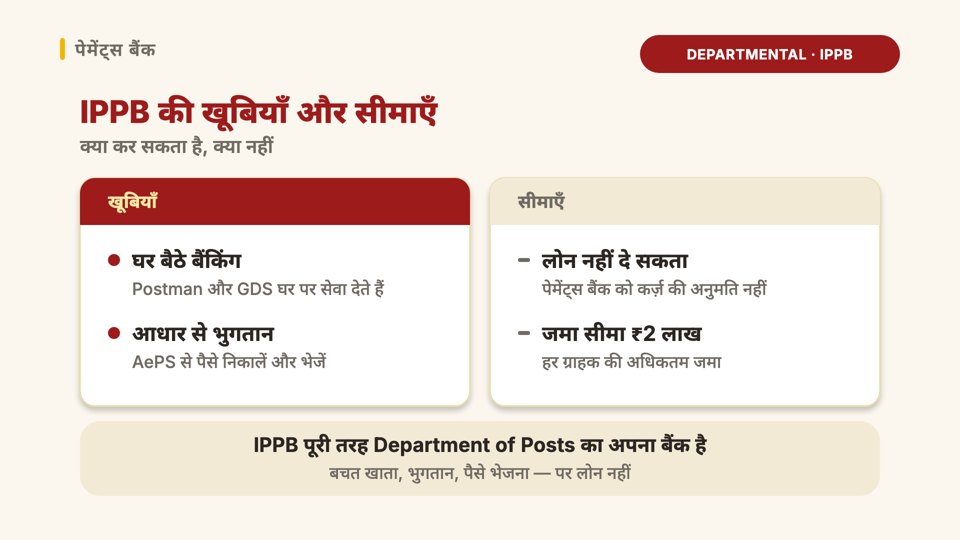 पेमेंट्स बैंक
DEPARTMENTAL · IPPB
IPPB की खूबियाँ और सीमाएँ
क्या कर सकता है, क्या नहीं
खूबियाँ
घर बैठे बैंकिंग
Postman और GDS घर पर सेवा देते हैं
आधार से भुगतान
AePS से पैसे निकालें और भेजें
सीमाएँ
– लोन नहीं दे सकता
पेमेंट्स बैंक को कर्ज़ की अनुमति नहीं
– जमा सीमा ₹2 लाख
हर ग्राहक की अधिकतम जमा
IPPB पूरी तरह Department of Posts का अपना बैंक है
बचत खाता, भुगतान, पैसे भेजना — पर लोन नहीं